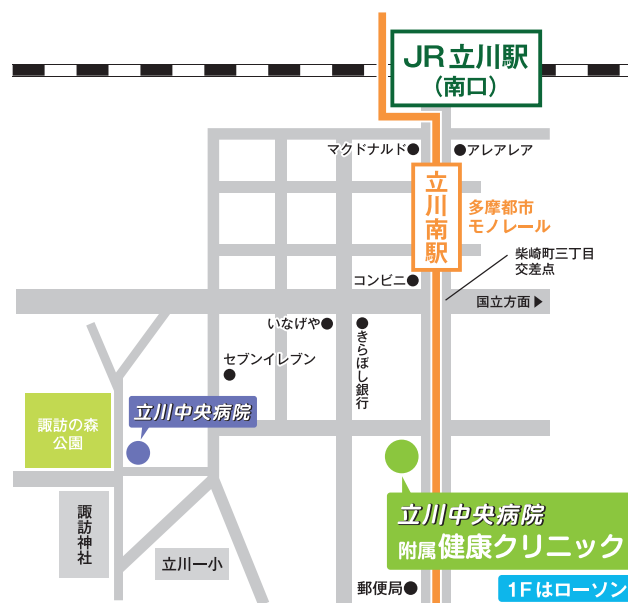 JR立川駅
(南口)
マクドナルド
アレアレア
立川南駅
多摩都市
モノレール
柴崎町三丁目
交差点
コンビニ
国立方面
いなげや
きらぼし銀行
セブンイレブン
立川中央病院
諏訪の森
公園
諏訪神社
立川一小
立川中央病院
附属健康クリニック
郵便局
1Fはローソン